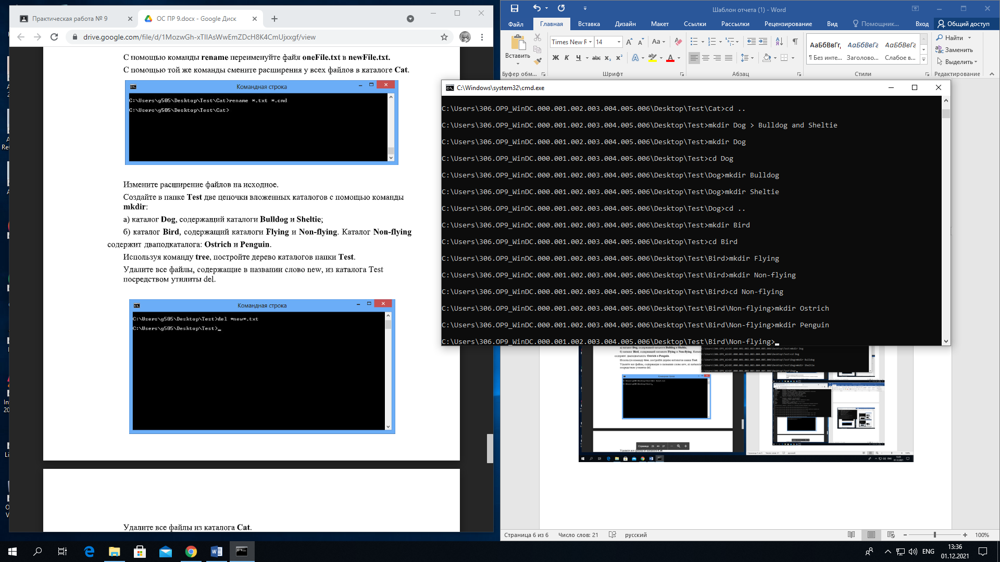 Практическая работа № 9
ОС ПР 9.docx - Google Диск
drive.google.com/file/d/1MozwGh-xTIIAsWwEmZDcH8K4CmUjxxgf/view
С помощью команды rename переименуйте файл oneFile.txt в newFile.txt.
С помощью той же команды смените расширения у всех файлов в каталоге Cat.
Командная строка
C:\Users\g505\Desktop\Test\Cat>rename *.txt *.cmd
C:\Users\g505\Desktop\Test\Cat>
Измените расширение файлов на исходное.
Создайте в папке Test две цепочки вложенных каталогов с помощью команды
mkdir:
а) каталог Dog, содержащий каталоги Bulldog и Sheltie;
б) каталог Bird, содержащий каталоги Flying и Non-flying. Каталог Non-flying
содержит дваподкаталога: Ostrich и Penguin.
Используя команду tree, постройте дерево каталогов папки Test.
Удалите все файлы, содержащие в названии слово new, из каталога Test
посредством утилиты del.
Командная строка
C:\Users\g505\Desktop\Test>del *new*.txt
C:\Users\g505\Desktop\Test>_
Удалите все файлы из каталога Cat.
Шаблон отчета (1) - Word
Файл Главная Вставка Дизайн Макет Ссылки Рассылки Рецензирование Вид Помощник... Вход Общий доступ
Вставить
Times New R 14
АаБбВвГг, АаБбВвГг АаБбВвГг
¶ Без инте... Заголово... Слабое в...
Найти
Заменить
Выделить
Буфер обм... Шрифт Абзац Стили Редактирование
C:\Windows\system32\cmd.exe
C:\Users\306.OP9_WinDC.000.001.002.003.004.005.006\Desktop\Test\Cat>cd ..
C:\Users\306.OP9_WinDC.000.001.002.003.004.005.006\Desktop\Test>mkdir Dog > Bulldog and Sheltie
C:\Users\306.OP9_WinDC.000.001.002.003.004.005.006\Desktop\Test>mkdir Dog
C:\Users\306.OP9_WinDC.000.001.002.003.004.005.006\Desktop\Test>cd Dog
C:\Users\306.OP9_WinDC.000.001.002.003.004.005.006\Desktop\Test\Dog>mkdir Bulldog
C:\Users\306.OP9_WinDC.000.001.002.003.004.005.006\Desktop\Test\Dog>mkdir Sheltie
C:\Users\306.OP9_WinDC.000.001.002.003.004.005.006\Desktop\Test\Dog>cd ..
C:\Users\306.OP9_WinDC.000.001.002.003.004.005.006\Desktop\Test>mkdir Bird
C:\Users\306.OP9_WinDC.000.001.002.003.004.005.006\Desktop\Test>cd Bird
C:\Users\306.OP9_WinDC.000.001.002.003.004.005.006\Desktop\Test\Bird>mkdir Flying
C:\Users\306.OP9_WinDC.000.001.002.003.004.005.006\Desktop\Test\Bird>mkdir Non-flying
C:\Users\306.OP9_WinDC.000.001.002.003.004.005.006\Desktop\Test\Bird>cd Non-flying
C:\Users\306.OP9_WinDC.000.001.002.003.004.005.006\Desktop\Test\Bird\Non-flying>mkdir Ostrich
C:\Users\306.OP9_WinDC.000.001.002.003.004.005.006\Desktop\Test\Bird\Non-flying>mkdir Penguin
C:\Users\306.OP9_WinDC.000.001.002.003.004.005.006\Desktop\Test\Bird\Non-flying>_
Страница 6 из 6 Число слов: 21 русский 100%
ENG
13:36
01.12.2021